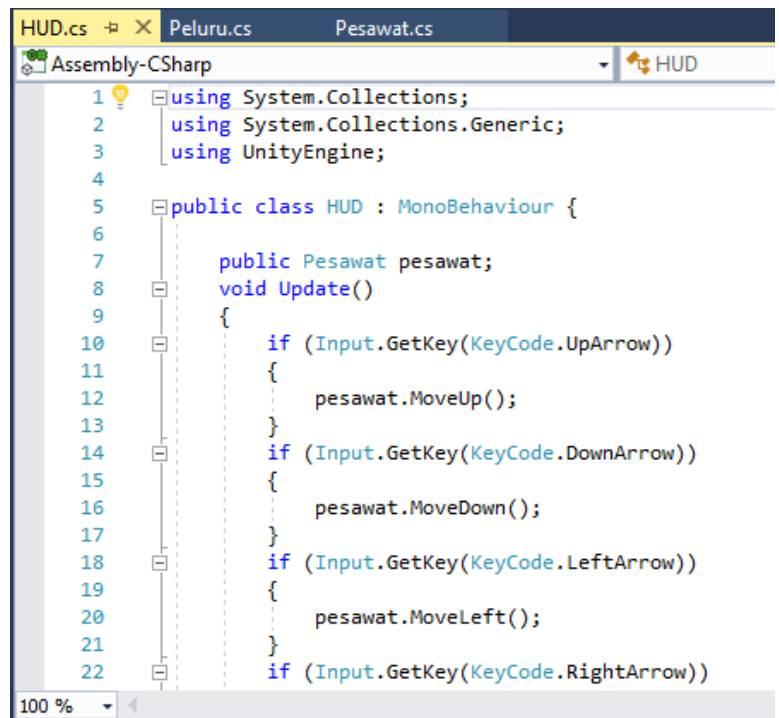 HUD.cs Peluru.cs Pesawat.cs
Assembly-CSharp HUD
1 using System.Collections;
2 using System.Collections.Generic;
3 using UnityEngine;
4
5 public class HUD : MonoBehaviour {
6
7 public Pesawat pesawat;
8 void Update()
9 {
10 if (Input.GetKey(KeyCode.UpArrow))
11 {
12 pesawat.MoveUp();
13 }
14 if (Input.GetKey(KeyCode.DownArrow))
15 {
16 pesawat.MoveDown();
17 }
18 if (Input.GetKey(KeyCode.LeftArrow))
19 {
20 pesawat.MoveLeft();
21 }
22 if (Input.GetKey(KeyCode.RightArrow))
100 %